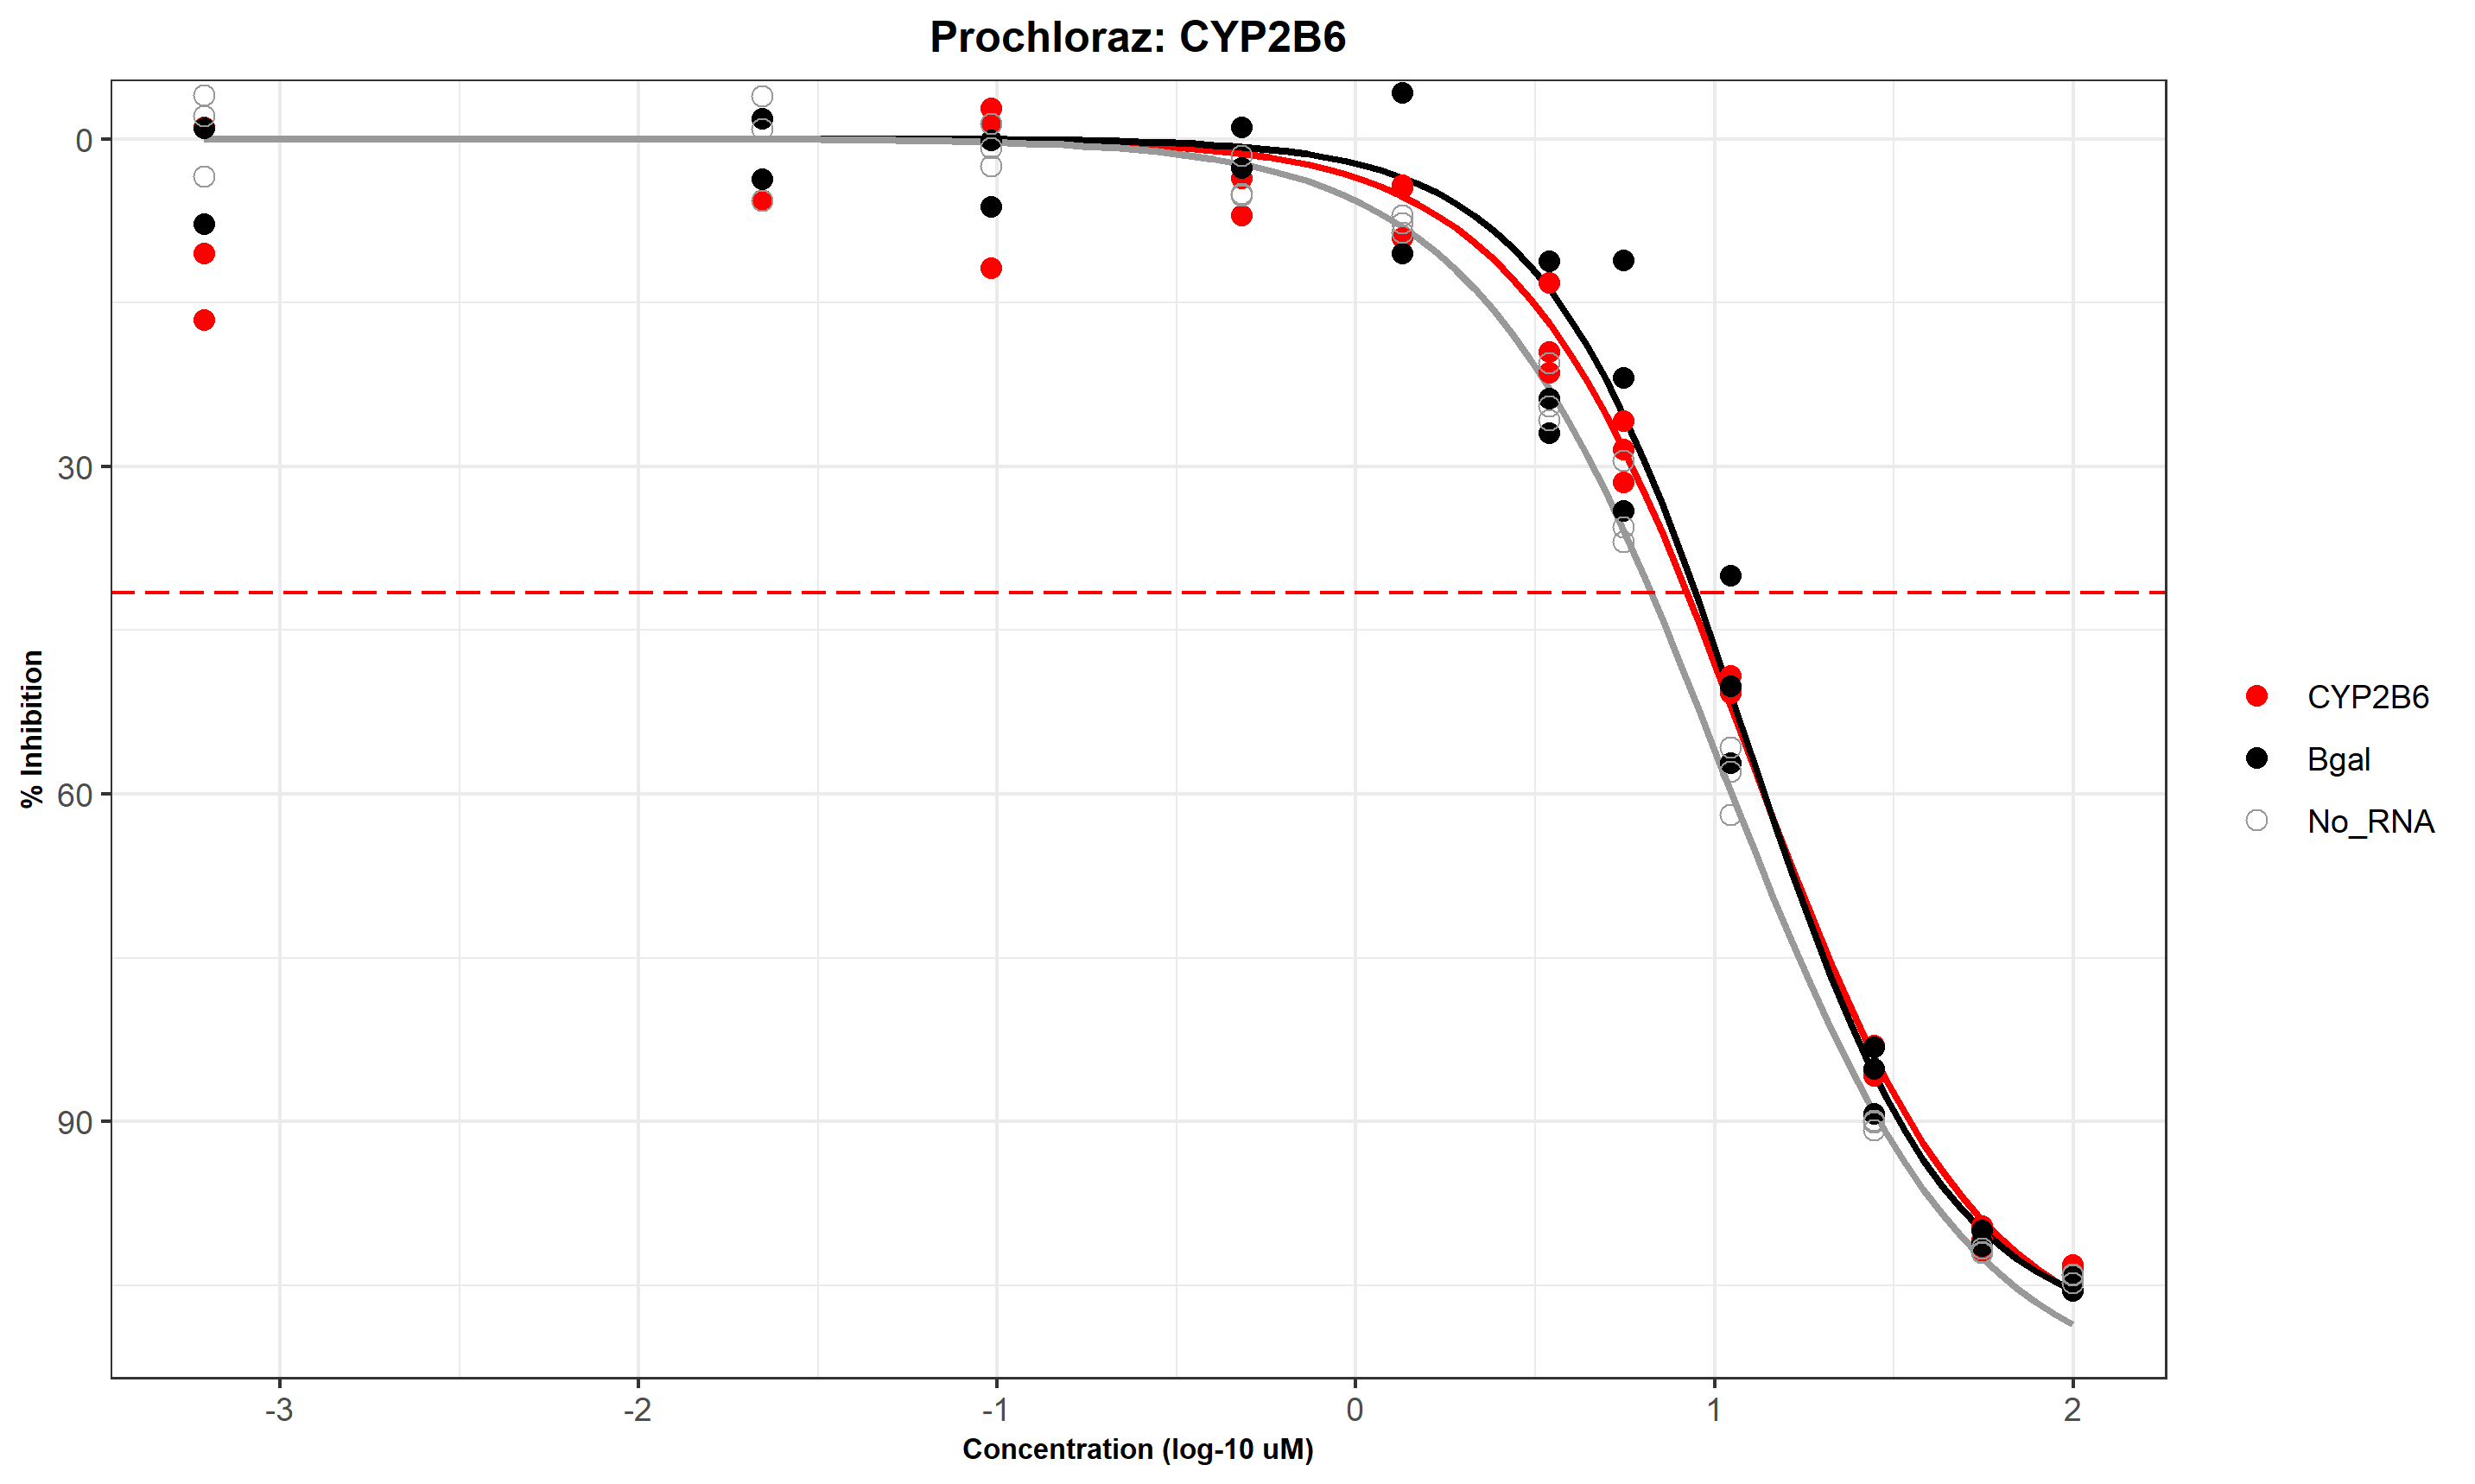 Prochloraz: CYP2B6
0
30
60
90
% Inhibition
-3
-2
-1
0
1
2
Concentration (log-10 uM)
CYP2B6
Bgal
No_RNA